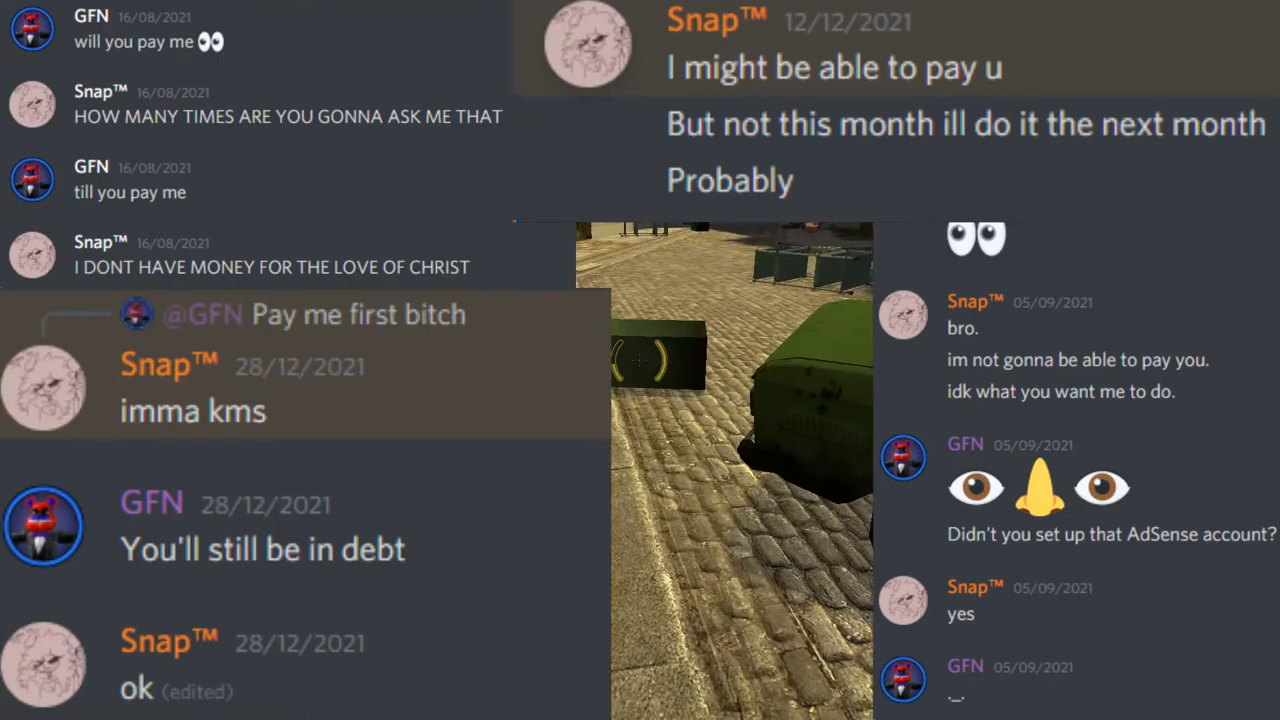 GFN 16/08/2021
will you pay me 👀
Snap™ 16/08/2021
HOW MANY TIMES ARE YOU GONNA ASK ME THAT
GFN 16/08/2021
till you pay me
Snap™ 16/08/2021
I DONT HAVE MONEY FOR THE LOVE OF CHRIST
@GFN Pay me first bitch
Snap™ 28/12/2021
imma kms
GFN 28/12/2021
You'll still be in debt
Snap™ 28/12/2021
ok (edited)
Snap™ 12/12/2021
I might be able to pay u
But not this month ill do it the next month
Probably
👀
Snap™ 05/09/2021
bro.
im not gonna be able to pay you.
idk what you want me to do.
GFN 05/09/2021
👁👃👁
Didn't you set up that AdSense account?
Snap™ 05/09/2021
yes
GFN 05/09/2021
._.